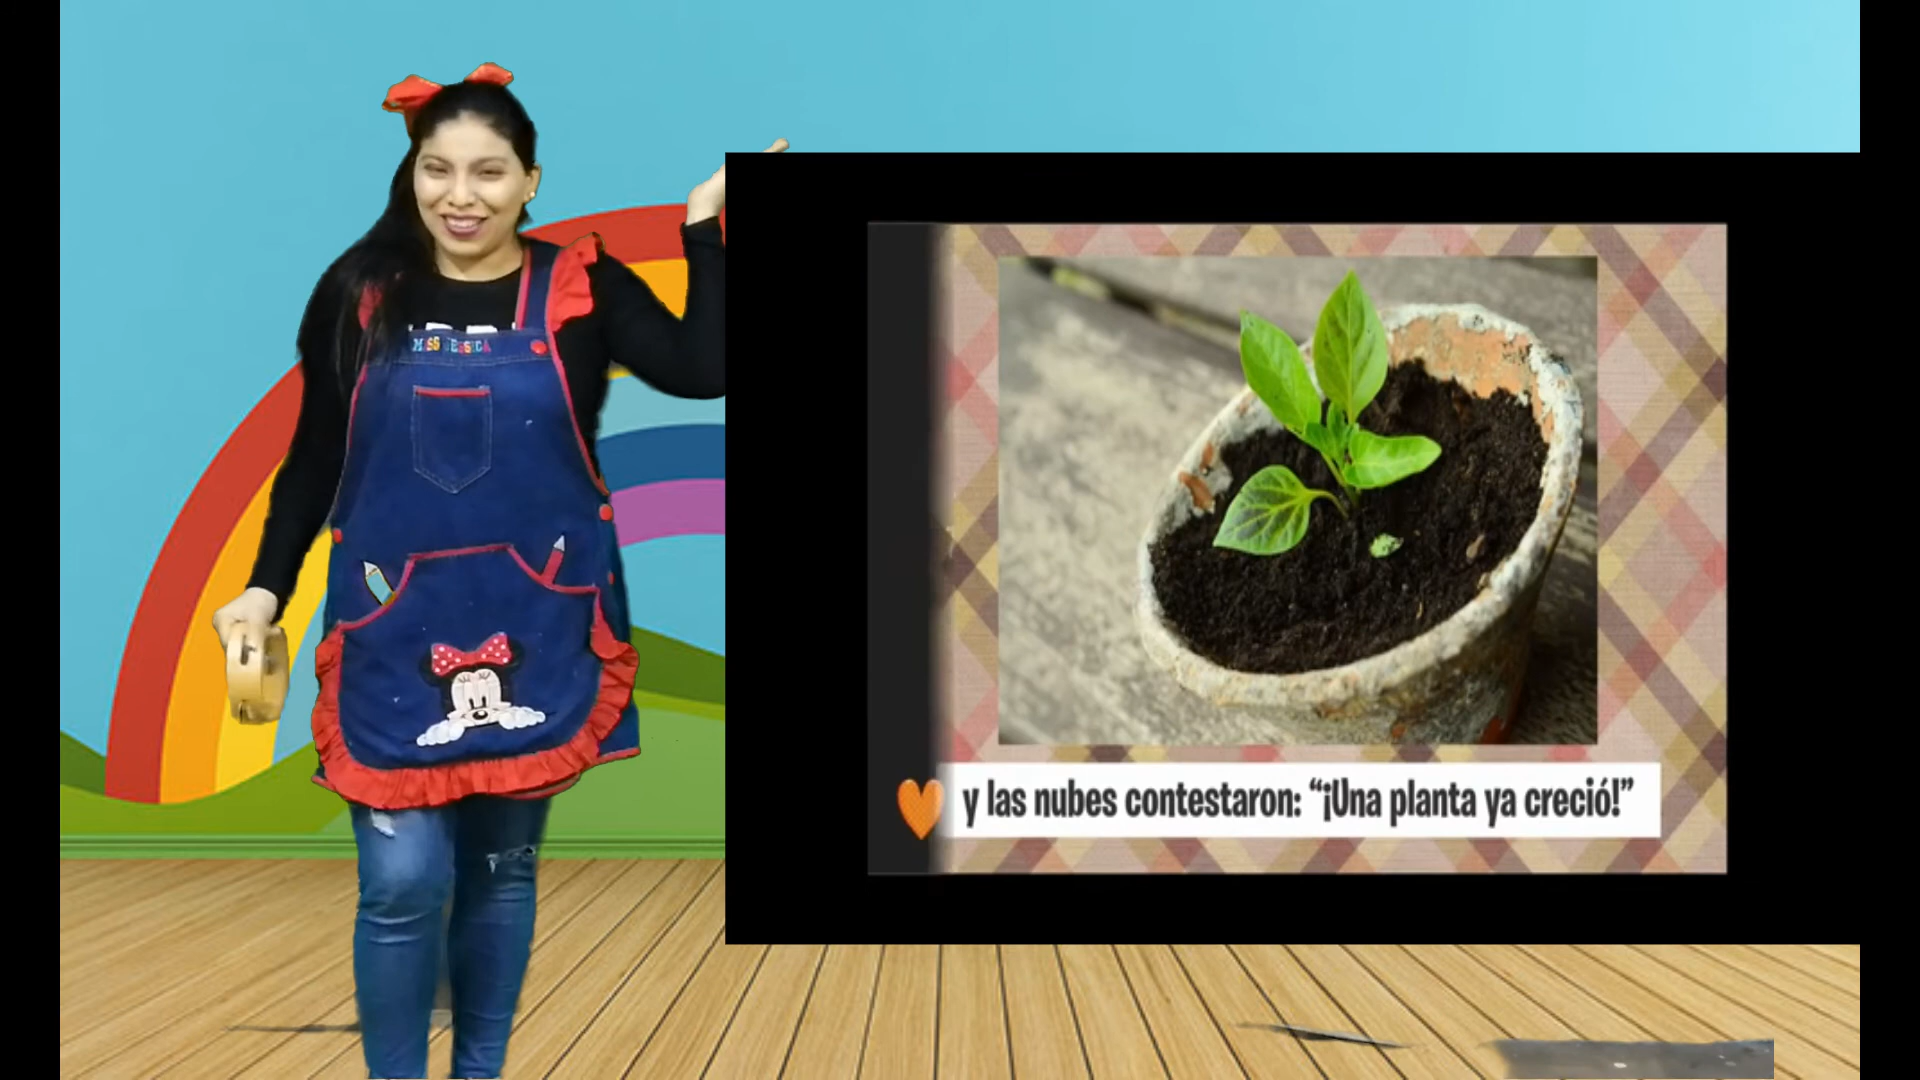 MISS JESSICA
y las nubes contestaron: “¡Una planta ya creció!”